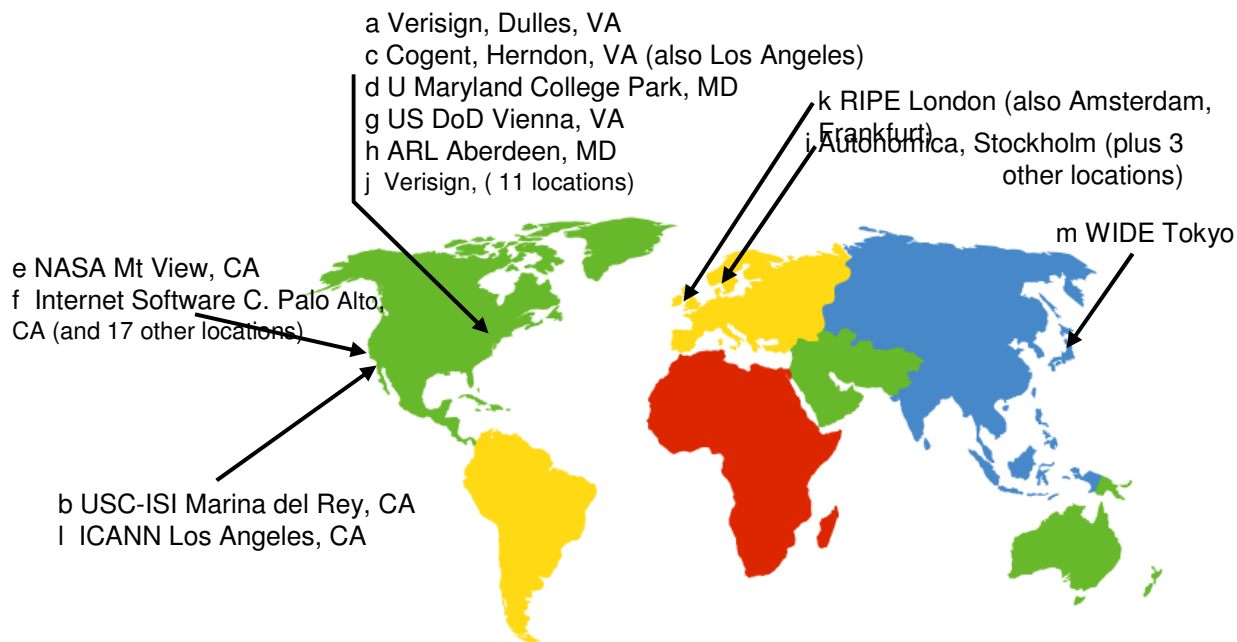 a Verisign, Dulles, VA
c Cogent, Herndon, VA (also Los Angeles)
d U Maryland College Park, MD
g US DoD Vienna, VA
h ARL Aberdeen, MD
j Verisign, ( 11 locations)
k RIPE London (also Amsterdam,
Frankfurt)
i Autonomica, Stockholm (plus 3
other locations)
m WIDE Tokyo
e NASA Mt View, CA
f Internet Software C. Palo Alto,
CA (and 17 other locations)
b USC-ISI Marina del Rey, CA
l ICANN Los Angeles, CA